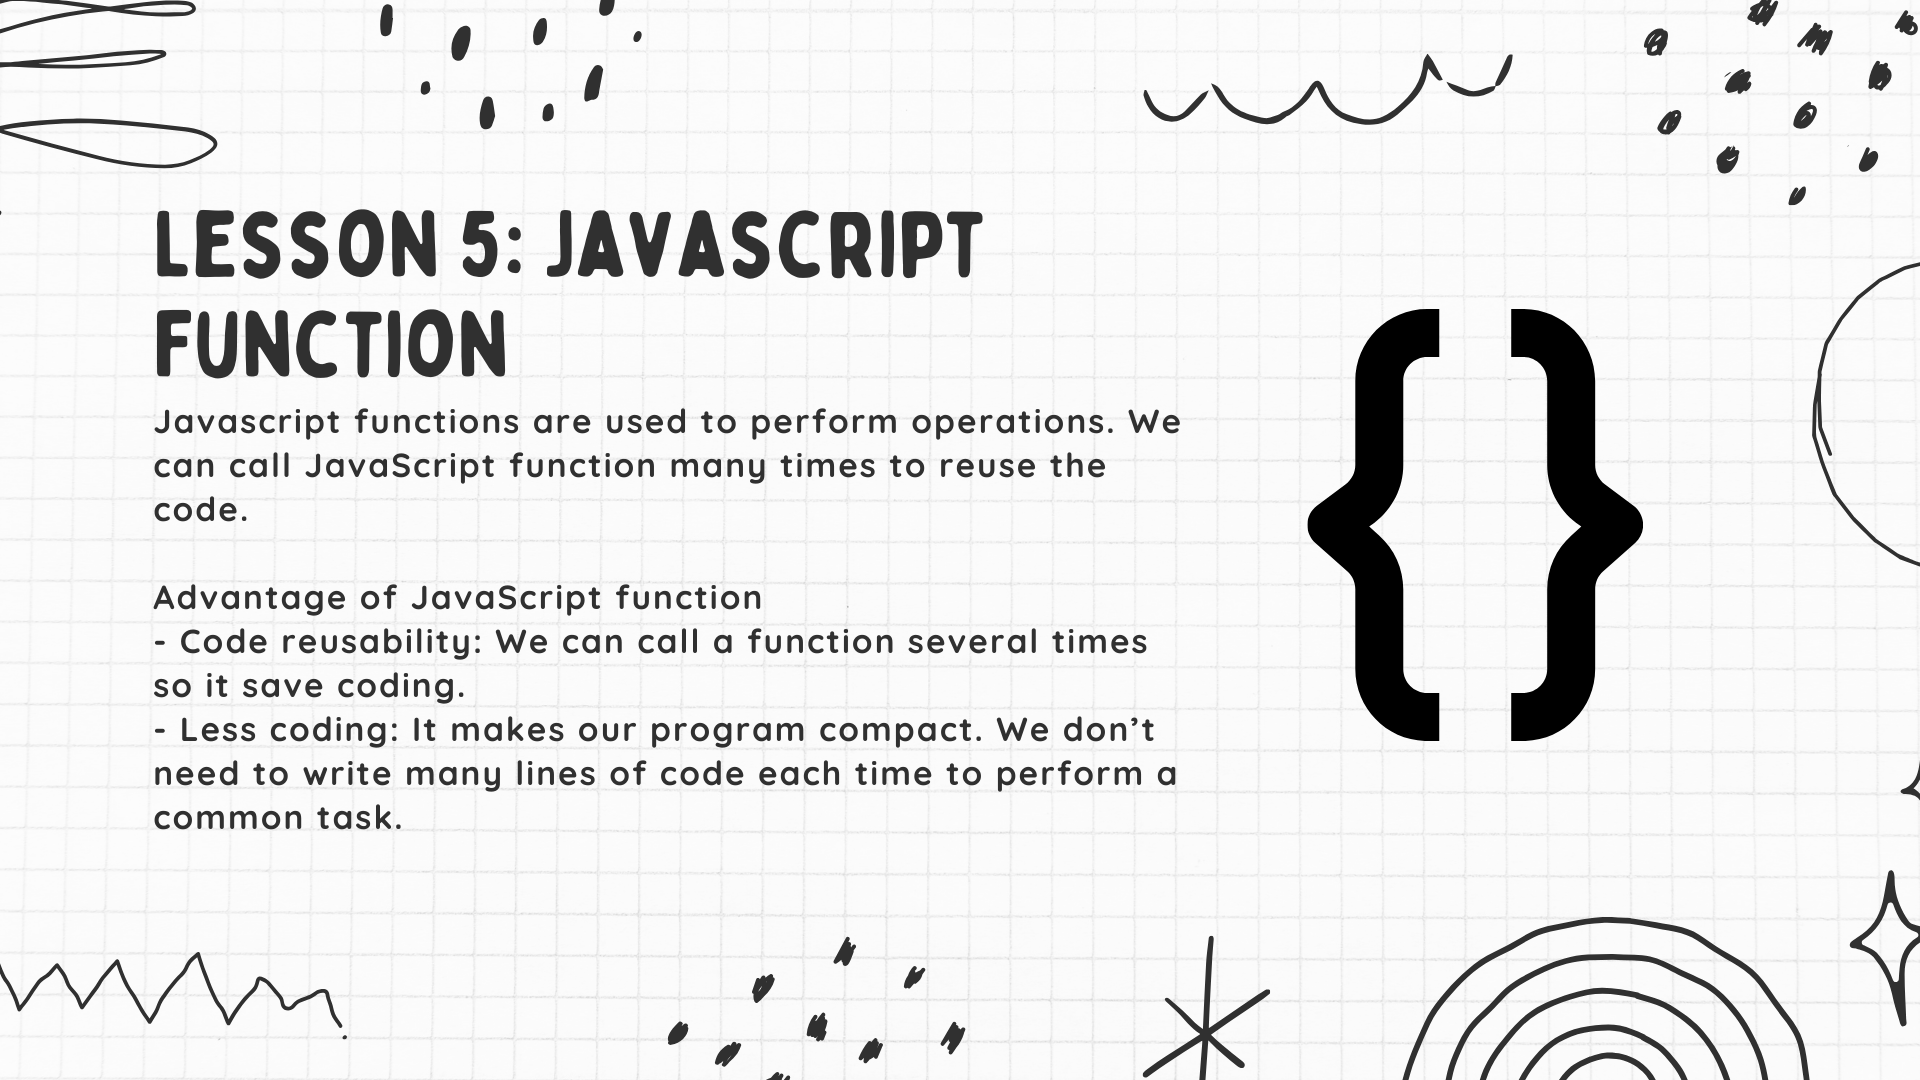 LESSON 5: JAVASCRIPT
FUNCTION
Javascript functions are used to perform operations. We
can call JavaScript function many times to reuse the
code.
Advantage of JavaScript function
- Code reusability: We can call a function several times
so it save coding.
- Less coding: It makes our program compact. We don’t
need to write many lines of code each time to perform a
common task.
{}